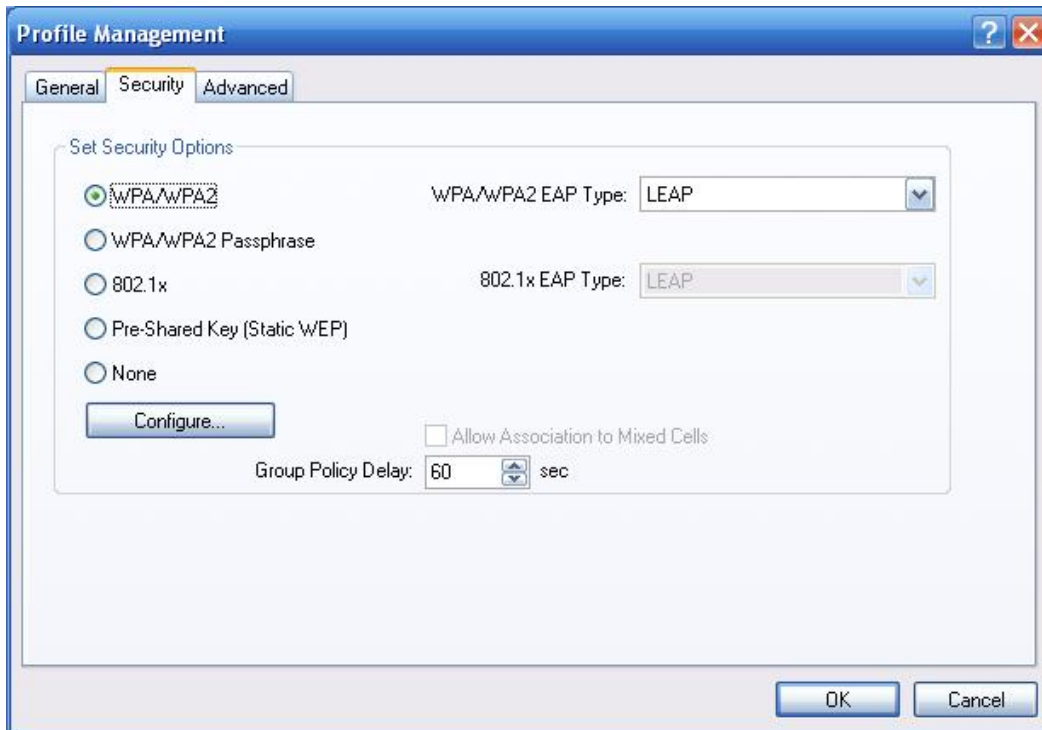 Profile Management
General Security Advanced
Set Security Options
WPA/WPA2 WPA/WPA2 EAP Type: LEAP
WPA/WPA2 Passphrase
802.1x 802.1x EAP Type: LEAP
Pre-Shared Key (Static WEP)
None
Configure...
Allow Association to Mixed Cells
Group Policy Delay: 60 sec
OK Cancel